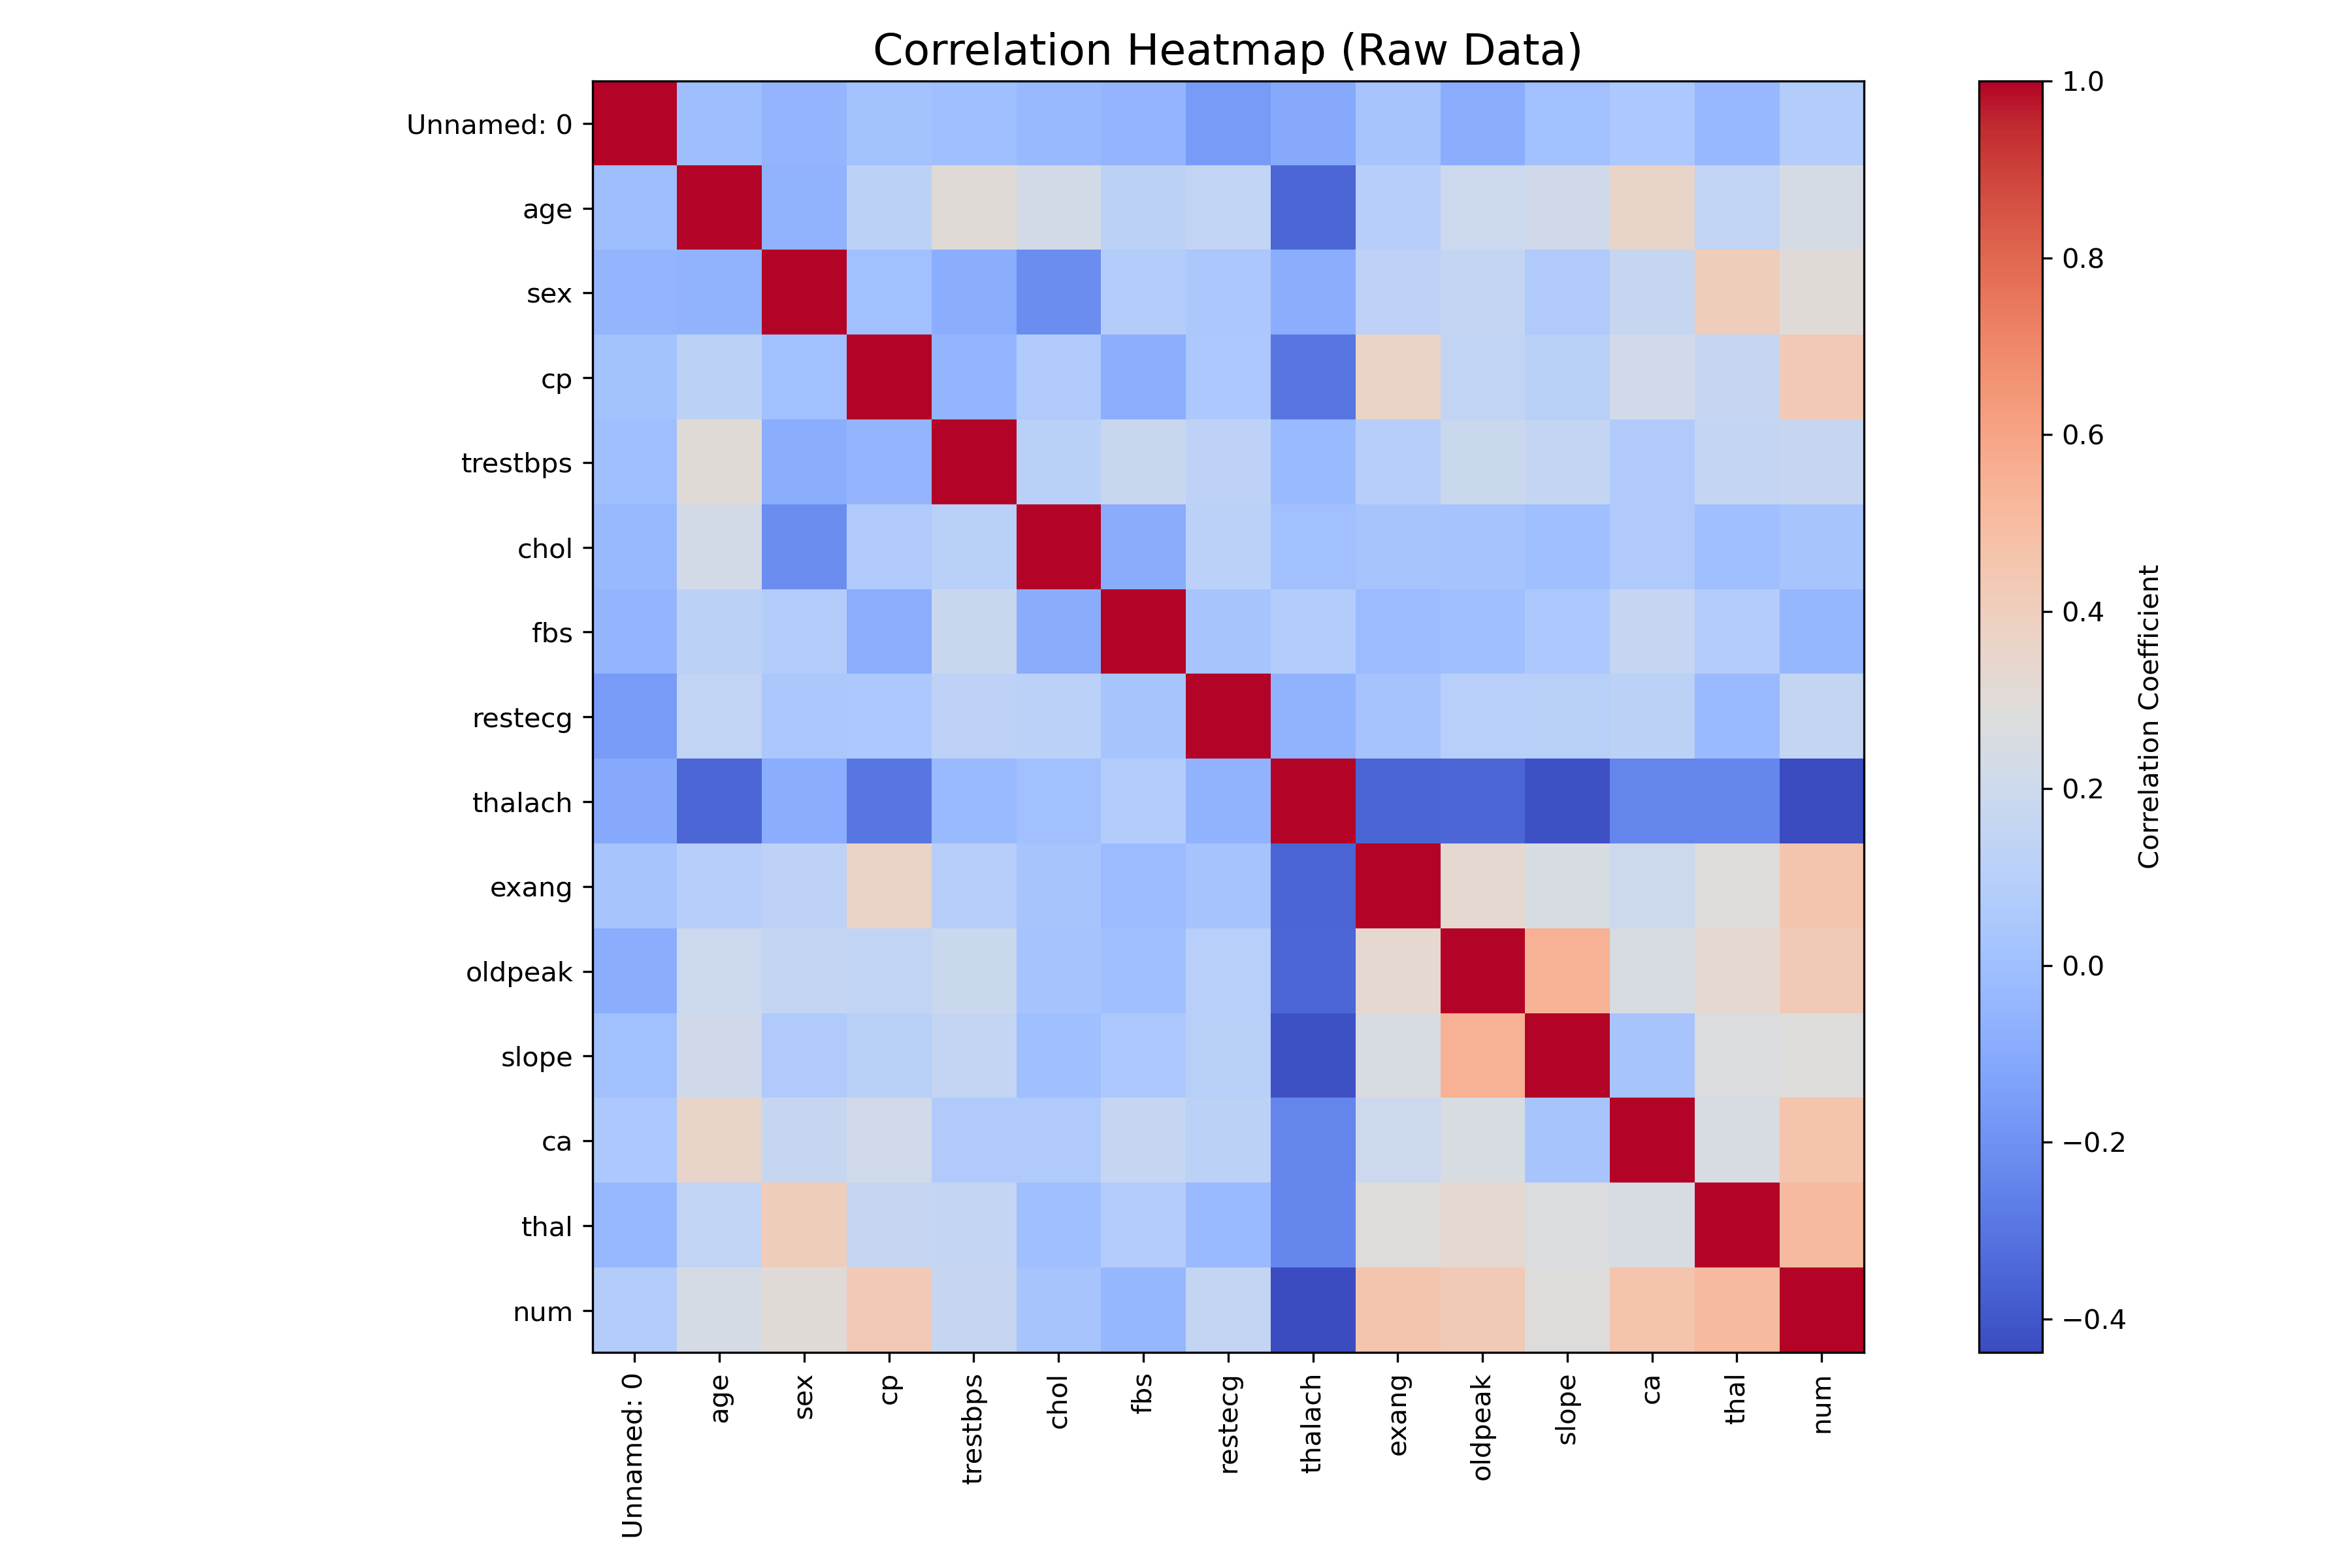 Correlation Heatmap (Raw Data)
Unnamed: 0
age
sex
cp
trestbps
chol
fbs
restecg
thalach
exang
oldpeak
slope
ca
thal
num
Unnamed: 0
age
sex
cp
trestbps
chol
fbs
restecg
thalach
exang
oldpeak
slope
ca
thal
num
1.0
0.8
0.6
0.4
0.2
0.0
−0.2
−0.4
Correlation Coefficient